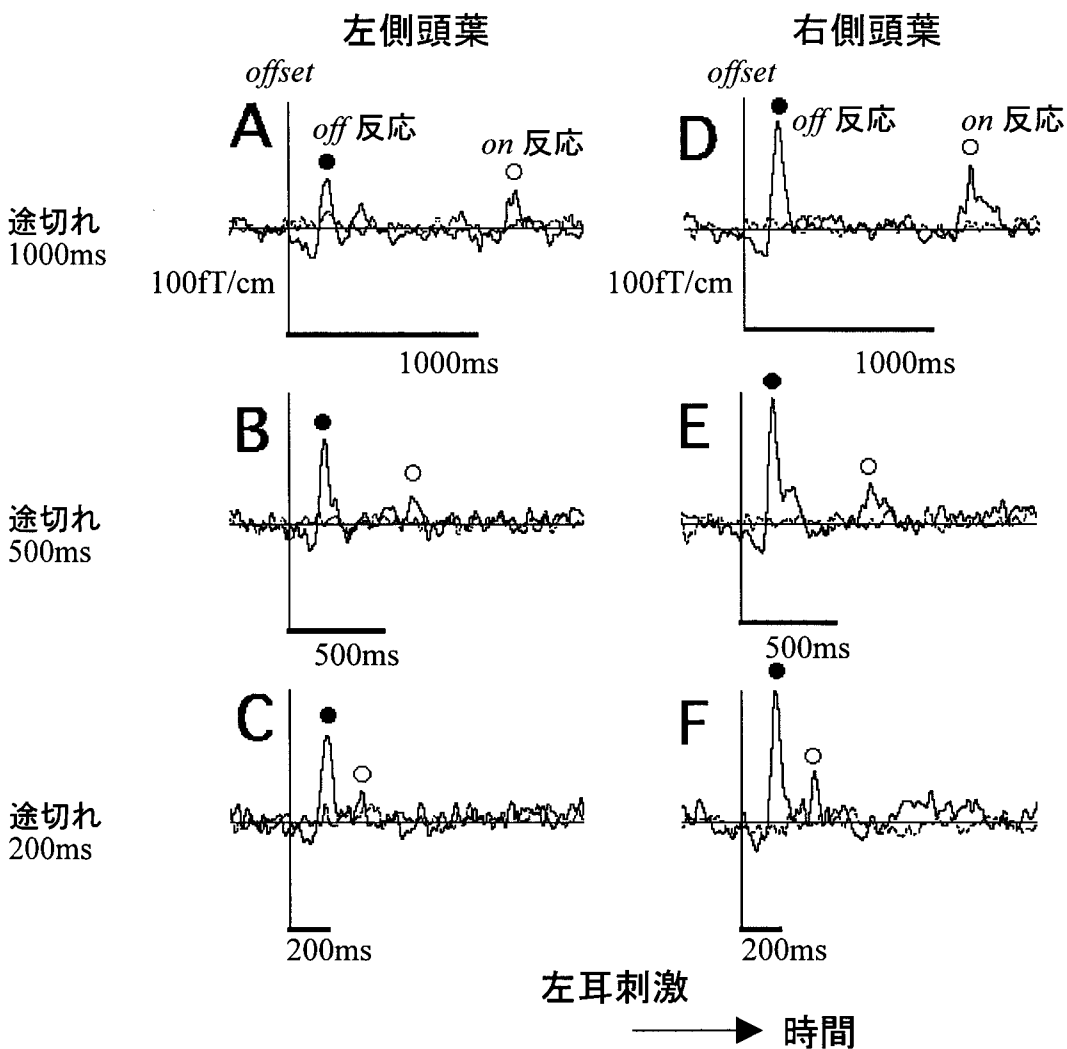 左側頭葉
右側頭葉
offset
offset
A
off 反応
on 反応
D
off 反応
on 反応
途切れ
1000ms
100fT/cm
100fT/cm
1000ms
1000ms
B
E
途切れ
500ms
500ms
500ms
C
F
途切れ
200ms
200ms
200ms
左耳刺激
時間